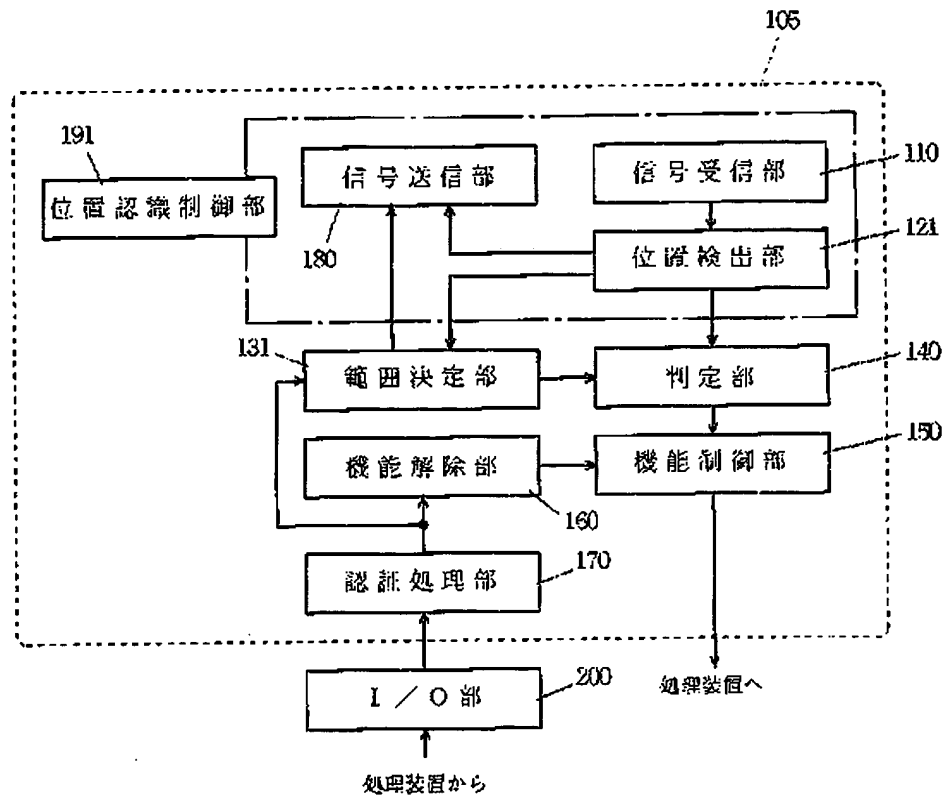 105
191
信号送信部
信号受信部
110
位置認識制御部
180
位置検出部
121
131
範囲決定部
判定部
140
機能解除部
機能制御部
150
160
認証処理部
170
I/O部
200
処理装置へ
処理装置から